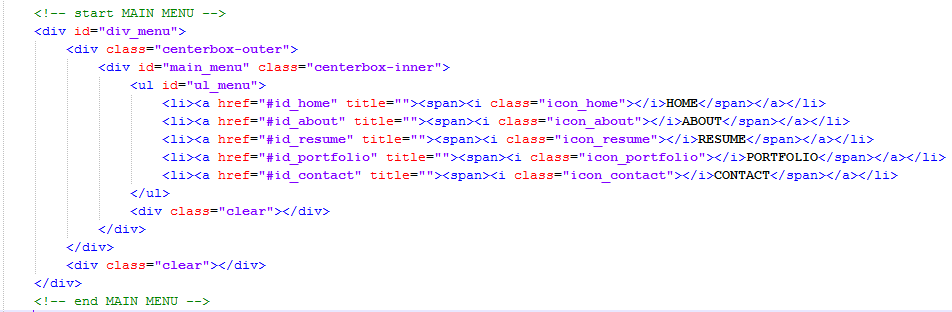 <!-- start MAIN MENU -->
<div id="div_menu">
<div class="centerbox-outer">
<div id="main_menu" class="centerbox-inner">
<ul id="ul_menu">
<li><a href="#id_home" title=""><span><i class="icon_home"></i>HOME</span></a></li>
<li><a href="#id_about" title=""><span><i class="icon_about"></i>ABOUT</span></a></li>
<li><a href="#id_resume" title=""><span><i class="icon_resume"></i>RESUME</span></a></li>
<li><a href="#id_portfolio" title=""><span><i class="icon_portfolio"></i>PORTFOLIO</span></a></li>
<li><a href="#id_contact" title=""><span><i class="icon_contact"></i>CONTACT</span></a></li>
</ul>
<div class="clear"></div>
</div>
</div>
<div class="clear"></div>
</div>
<!-- end MAIN MENU -->